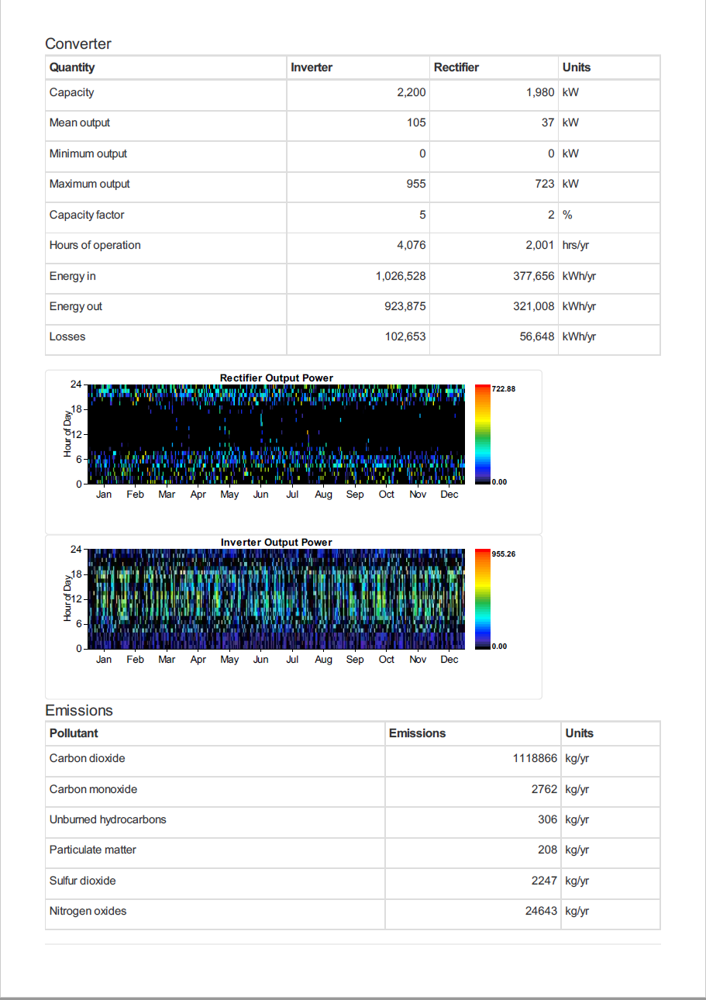 Converter
Quantity Inverter Rectifier Units
Capacity 2,200 1,980 kW
Mean output 105 37 kW
Minimum output 0 0 kW
Maximum output 955 723 kW
Capacity factor 5 2 %
Hours of operation 4,076 2,001 hrs/yr
Energy in 1,026,528 377,656 kWh/yr
Energy out 923,875 321,008 kWh/yr
Losses 102,653 56,648 kWh/yr
Rectifier Output Power
Hour of Day
24
18
12
6
0
Jan Feb Mar Apr May Jun Jul Aug Sep Oct Nov Dec
722.88
0.00
Inverter Output Power
Hour of Day
24
18
12
6
0
Jan Feb Mar Apr May Jun Jul Aug Sep Oct Nov Dec
955.26
0.00
Emissions
Pollutant Emissions Units
Carbon dioxide 1118866 kg/yr
Carbon monoxide 2762 kg/yr
Unburned hydrocarbons 306 kg/yr
Particulate matter 208 kg/yr
Sulfur dioxide 2247 kg/yr
Nitrogen oxides 24643 kg/yr